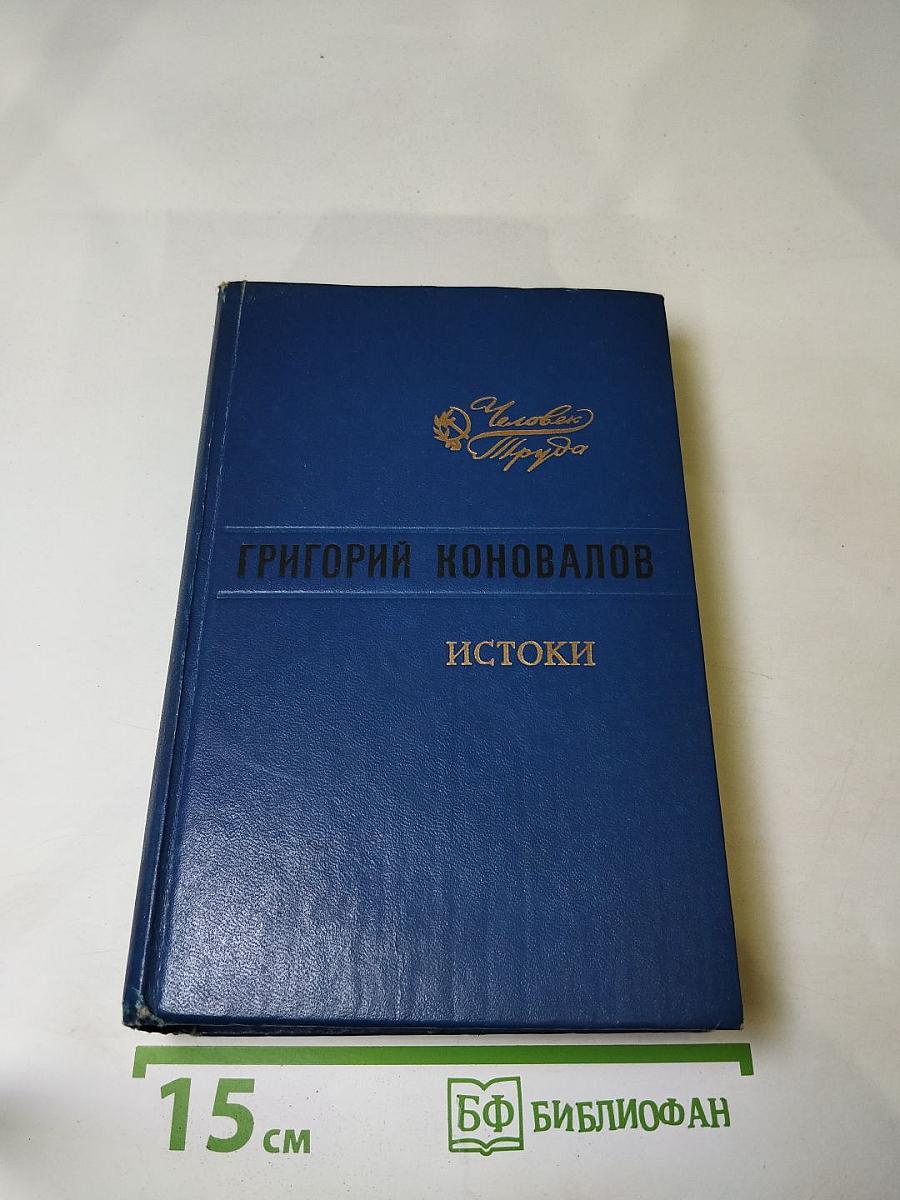 Человек
Труда
ГРИГОРИЙ КОНОВАЛОВ
ИСТОКИ
15 см
БФ БИБЛИОФАН